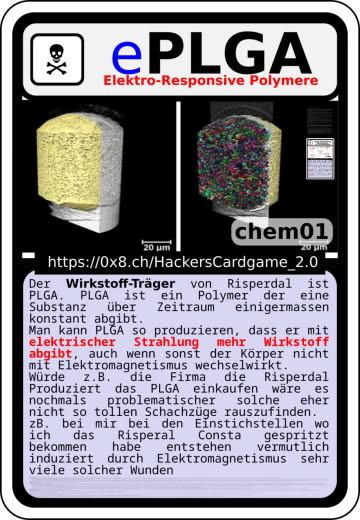 ePLGA
Elektro-Responsive Polymere
20 µm
20 µm
chem01
https://0x8.ch/HackersCardgame_2.0
Der Wirkstoff-Träger von Risperdal ist
PLGA. PLGA ist ein Polymer der eine
Substanz über Zeitraum einigermassen
konstant abgibt.
Man kann PLGA so produzieren, dass er mit
elektrischer Strahlung mehr Wirkstoff
abgibt, auch wenn sonst der Körper nicht
mit Elektromagnetismus wechselwirkt.
Würde z.B. die Firma die Risperdal
Produziert das PLGA einkaufen wäre es
nochmals problematischer solche eher
nicht so tollen Schachzüge rauszufinden.
zB. bei mir bei den Einstichstellen wo
ich das Risperal Consta gespritzt
bekommen habe entstehen vermutlich
induziert durch Elektromagnetismus sehr
viele solcher Wunden